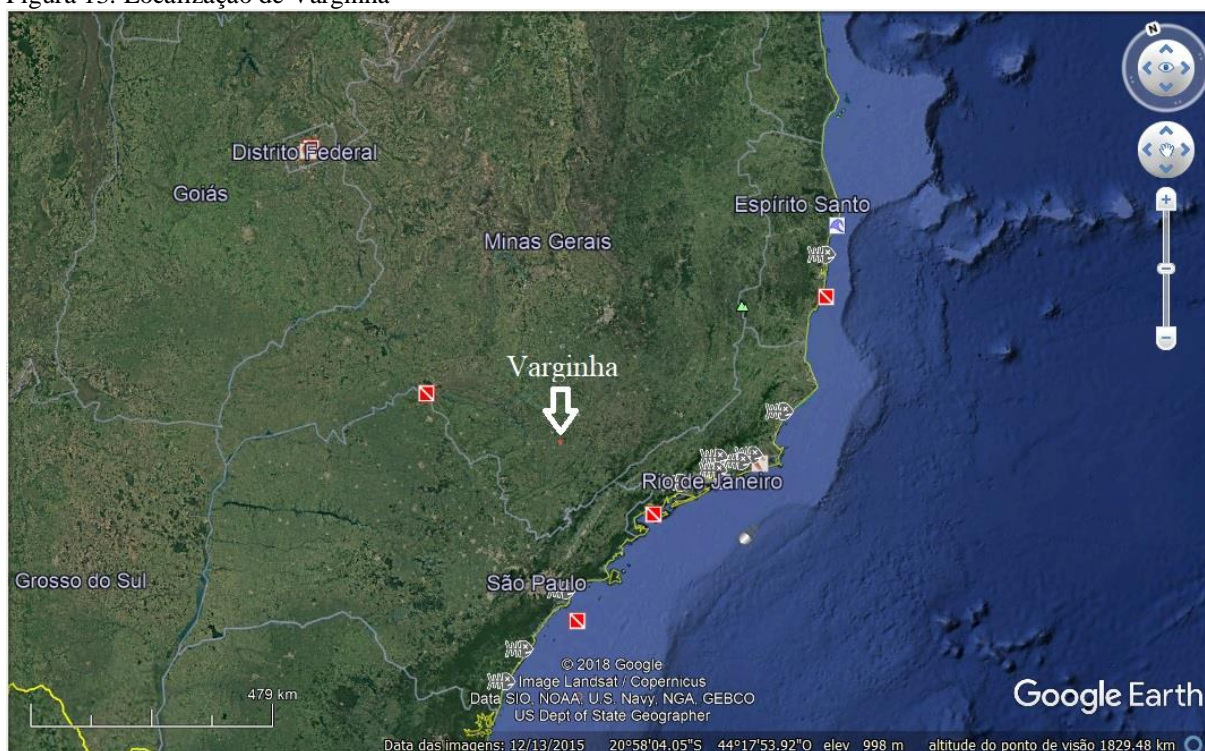 Figura 13: Localização de Varginha
N
Distrito Federal
Goiás
Espírito Santo
Minas Gerais
Varginha
Rio de Janeiro
Grosso do Sul
São Paulo
© 2018 Google
Image Landsat / Copernicus
Data SIO, NOAA, U.S. Navy, NGA, GEBCO
US Dept of State Geographer
479 km
Google Earth
Data das imagens: 12/13/2015 20°58'04.05"S 44°17'53.92"O elev 998 m altitude do ponto de visão 1829.48 km